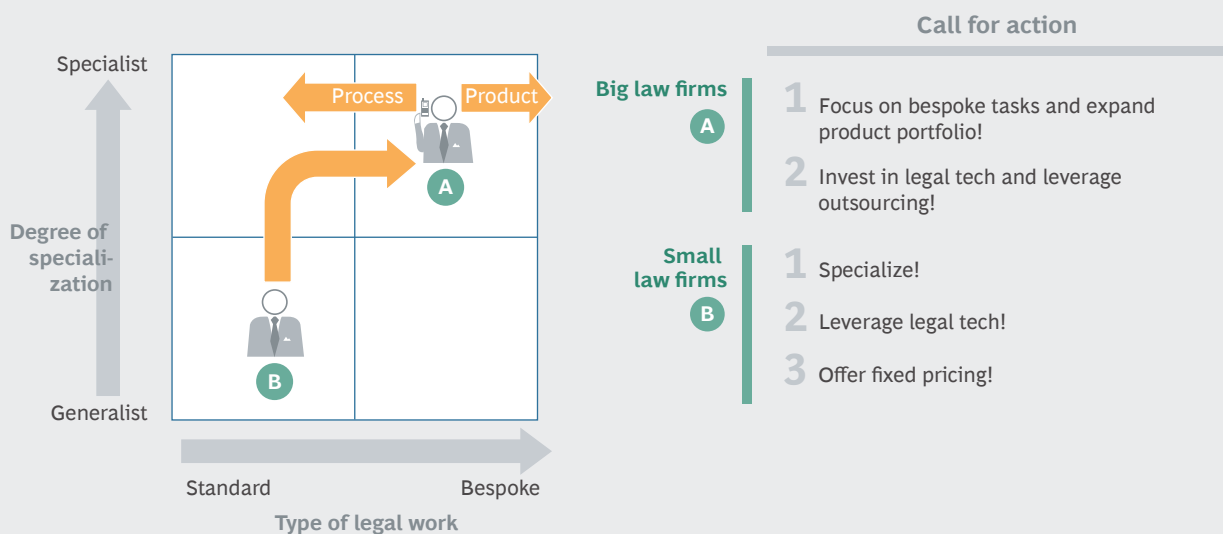 Call for action
Specialist
Process
Product
A
Degree of
speciali-
zation
B
Generalist
Standard
Bespoke
Type of legal work
Big law firms
A
1
Focus on bespoke tasks and expand
product portfolio!
2
Invest in legal tech and leverage
outsourcing!
Small
law firms
B
1
Specialize!
2
Leverage legal tech!
3
Offer fixed pricing!